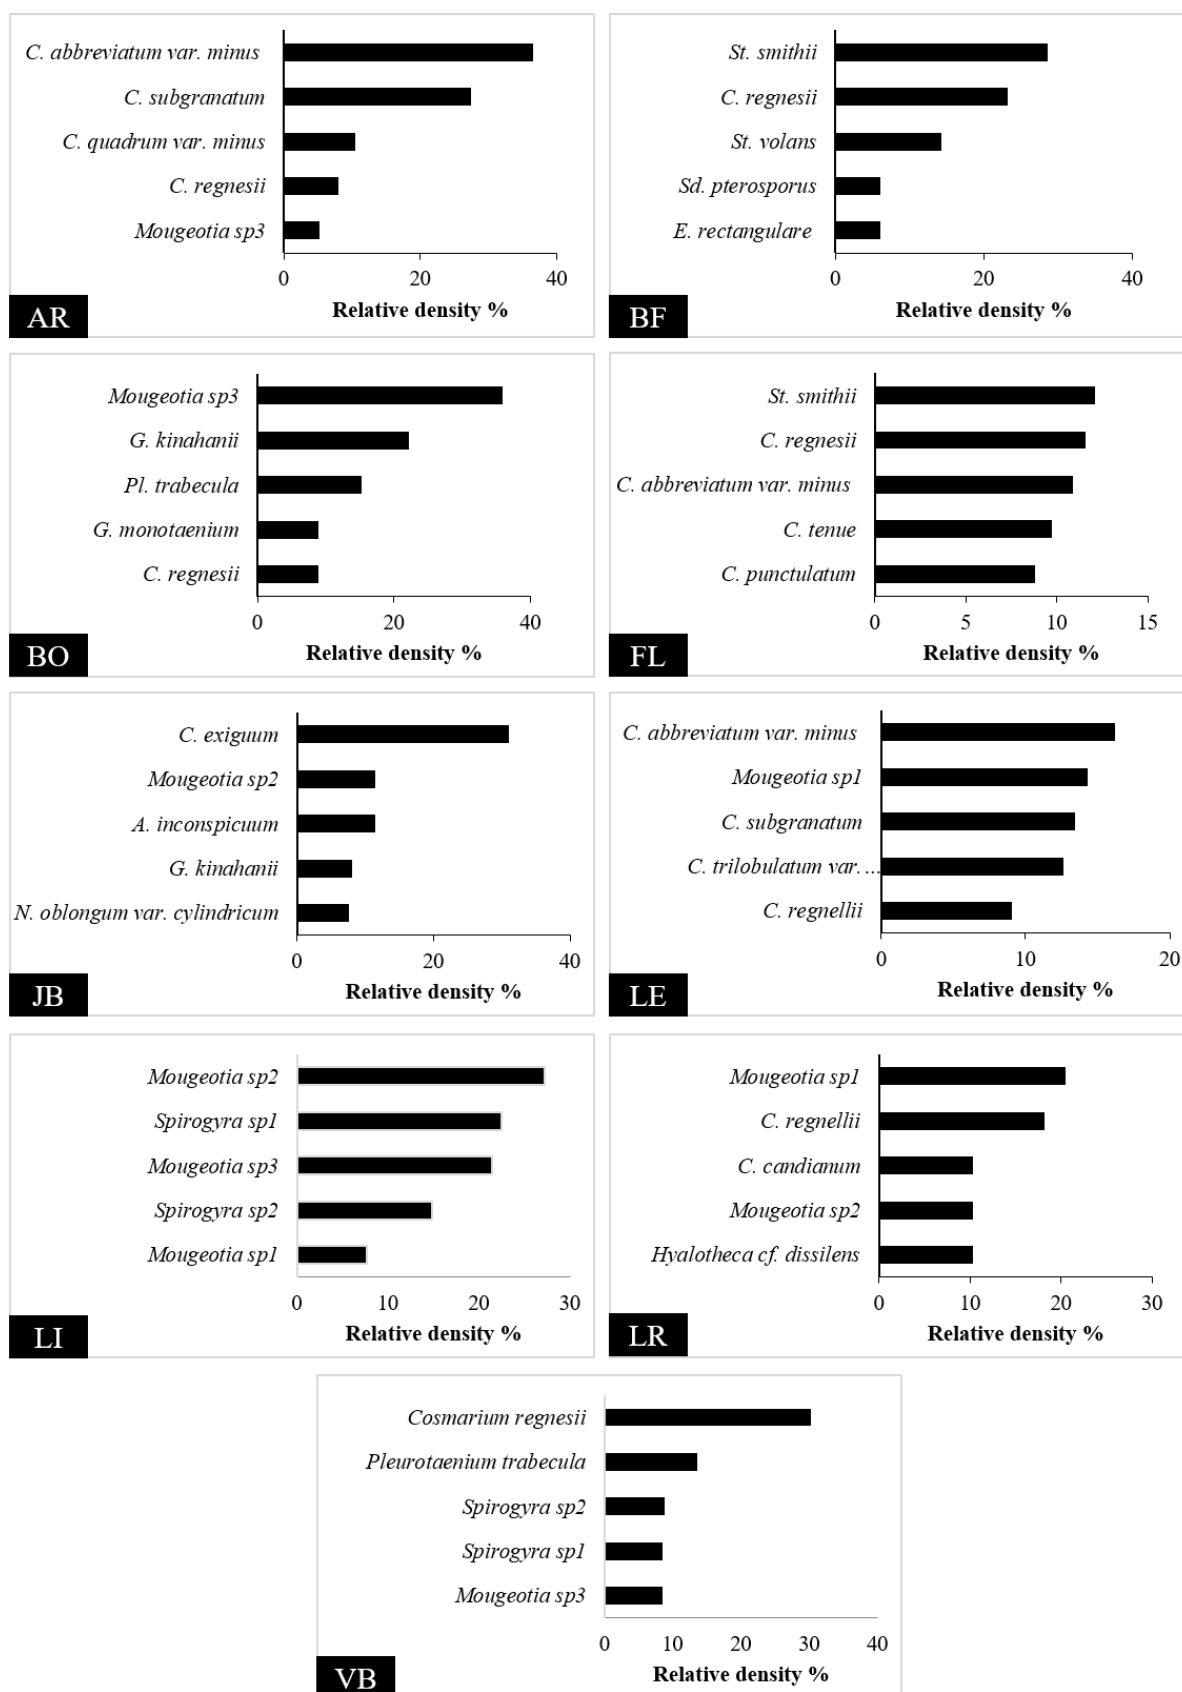 C. abbreviatum var. minus
C. subgranatum
C. quadrum var. minus
C. regnesii
Mougeotia sp3
0 20 40
Relative density %
AR
St. smithii
C. regnesii
St. volans
Sd. pterosporus
E. rectangulare
0 20 40
Relative density %
BF
Mougeotia sp3
G. kinahanii
Pl. trabecula
G. monotaenium
C. regnesii
0 20 40
Relative density %
BO
St. smithii
C. regnesii
C. abbreviatum var. minus
C. tenue
C. punctulatum
0 5 10 15
Relative density %
FL
C. exiguum
Mougeotia sp2
A. inconspicuum
G. kinahanii
N. oblongum var. cylindricum
0 20 40
Relative density %
JB
C. abbreviatum var. minus
Mougeotia sp1
C. subgranatum
C. trilobulatum var. ...
C. regnellii
0 10 20
Relative density %
LE
Mougeotia sp2
Spirogyra sp1
Mougeotia sp3
Spirogyra sp2
Mougeotia sp1
0 10 20 30
Relative density %
LI
Mougeotia sp1
C. regnellii
C. candianum
Mougeotia sp2
Hyalotheca cf. dissilens
0 10 20 30
Relative density %
LR
Cosmarium regnesii
Pleurotaenium trabecula
Spirogyra sp2
Spirogyra sp1
Mougeotia sp3
0 10 20 30 40
Relative density %
VB